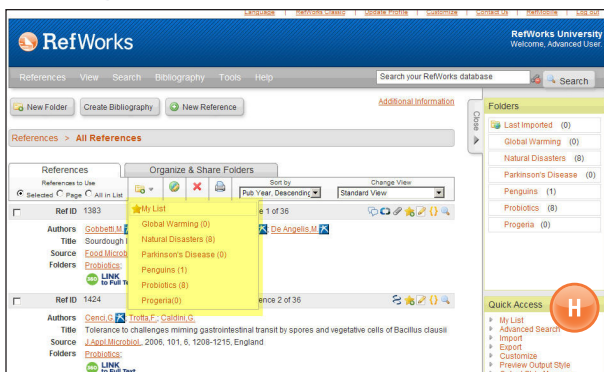 Language | RefWorks Classic | Update Profile | Customize | Contact Us | RefMobile | Log out
RefWorks
RefWorks University
Welcome, Advanced User.
References View Search Bibliography Tools Help
Search your RefWorks database
Search
New Folder
Create Bibliography
New Reference
Additional Information
Close
References > All References
References
Organize & Share Folders
References to Use
Selected Page All in List
Sort by
Pub Year, Descending
Change View
Standard View
Ref ID 1383
e 1 of 36
Authors Gobbetti,M.
De Angelis,M.
Title Sourdough
Source Food Microb
Folders Probiotics;
LINK
to Full Te
My List
Global Warming (0)
Natural Disasters (8)
Parkinson's Disease (0)
Penguins (1)
Probiotics (8)
Progeria(0)
Ref ID 1424
ence 2 of 36
Authors Cenci,G. Trotta,F.; Caldini,G.
Title Tolerance to challenges miming gastrointestinal transit by spores and vegetative cells of Bacillus clausii
Source J.Appl.Microbiol., 2006, 101, 6, 1208-1215, England
Folders Probiotics;
LINK
to Full Text
Folders
Last Imported (0)
Global Warming (0)
Natural Disasters (8)
Parkinson's Disease (0)
Penguins (1)
Probiotics (8)
Progeria (0)
H
Quick Access
My List
Advanced Search
Import
Export
Customize
Preview Output Style